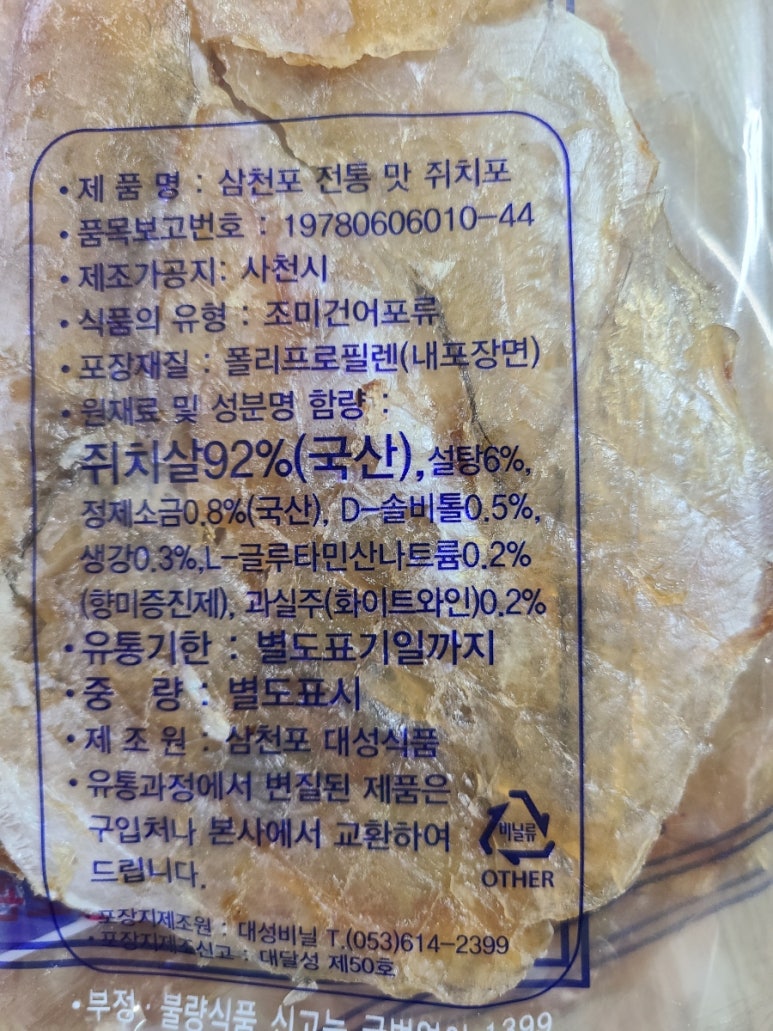 • 제 품 명 : 삼천포 전통 맛 쥐치포
• 품목보고번호 : 19780606010-44
• 제조가공지: 사천시
• 식품의 유형 : 조미건어포류
• 포장재질 : 폴리프로필렌(내포장면)
• 원재료 및 성분명 함량 :
쥐치살92%(국산),설탕6%,
정제소금0.8%(국산), D-솔비톨0.5%,
생강0.3%,L-글루타민산나트륨0.2%
(향미증진제), 과실주(화이트와인)0.2%
• 유통기한 : 별도표기일까지
• 중 량 : 별도표시
• 제 조 원 : 삼천포 대성식품
• 유통과정에서 변질된 제품은
구입처나 본사에서 교환하여
드립니다.
비닐류
OTHER
• 포장지제조원 : 대성비닐 T.(053)614-2399
• 포장지제조신고 : 대달성 제50호
• 부정·불량식품 신고는 국번없이 1399